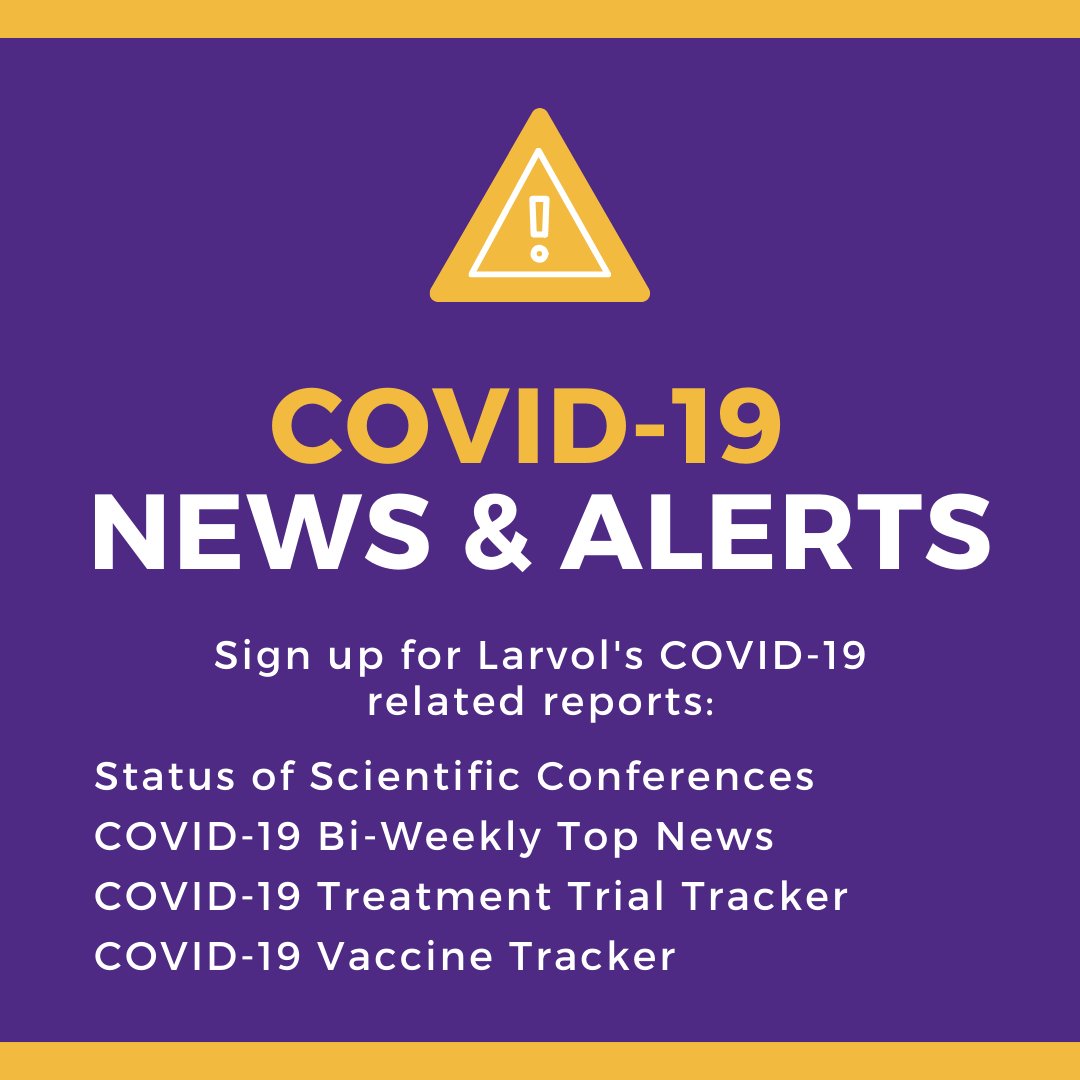 COVID-19
NEWS & ALERTS
Sign up for Larvol's COVID-19
related reports:
Status of Scientific Conferences
COVID-19 Bi-Weekly Top News
COVID-19 Treatment Trial Tracker
COVID-19 Vaccine Tracker